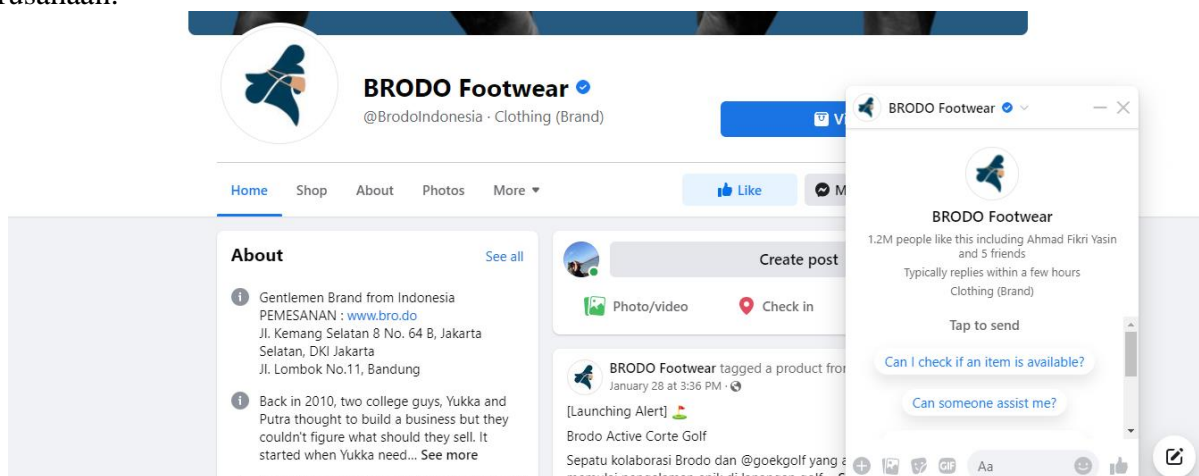 BRODO Footwear
@BrodoIndonesia · Clothing (Brand)
Home Shop About Photos More
Like
About
See all
Gentlemen Brand from Indonesia
PEMESANAN : www.bro.do
Jl. Kemang Selatan 8 No. 64 B, Jakarta
Selatan, DKI Jakarta
Jl. Lombok No.11, Bandung
Back in 2010, two college guys, Yukka and
Putra thought to build a business but they
couldn't figure what should they sell. It
started when Yukka need... See more
Create post
Photo/video
Check in
BRODO Footwear tagged a product
January 28 at 3:36 PM ·
[Launching Alert]
Brodo Active Corte Golf
Sepatu kolaborasi Brodo dan @goekgolf yang
BRODO Footwear
BRODO Footwear
1.2M people like this including Ahmad Fikri Yasin
and 5 friends
Typically replies within a few hours
Clothing (Brand)
Tap to send
Can I check if an item is available?
Can someone assist me?
GIF
Aa